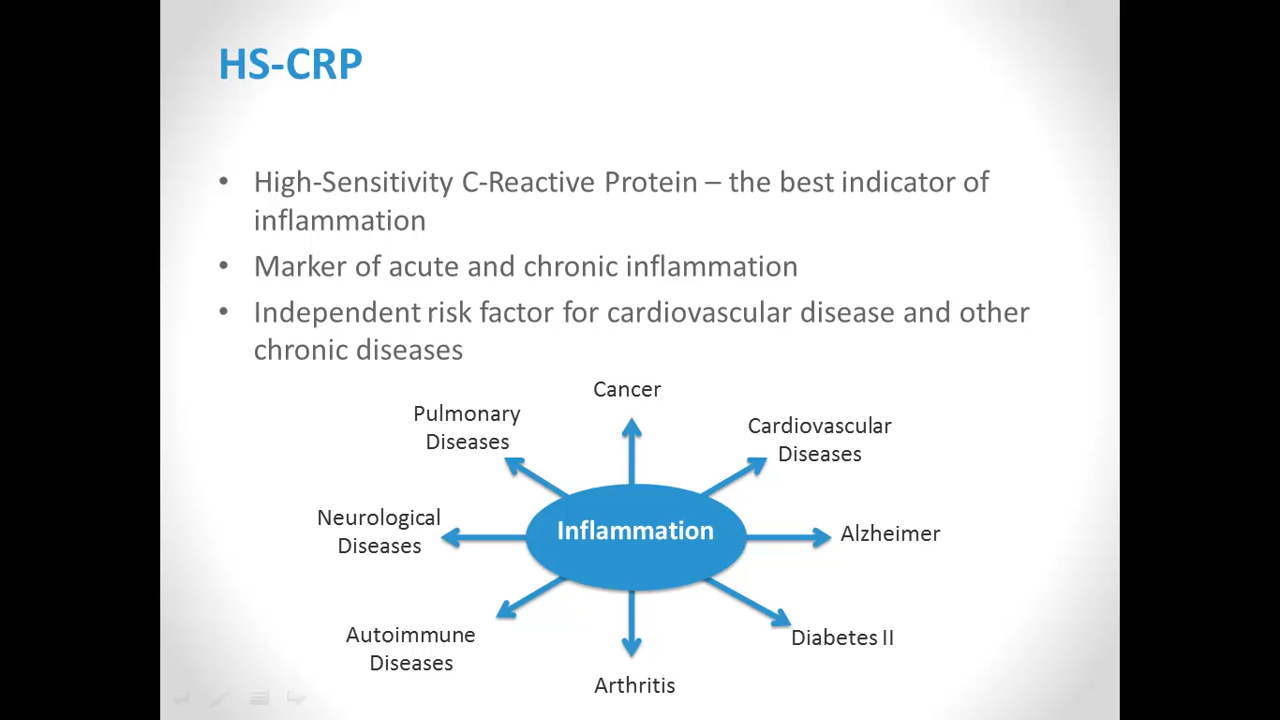 HS-CRP
• High-Sensitivity C-Reactive Protein – the best indicator of
inflammation
• Marker of acute and chronic inflammation
• Independent risk factor for cardiovascular disease and other
chronic diseases
Cancer
Pulmonary
Diseases
Cardiovascular
Diseases
Neurological
Diseases
Inflammation
Alzheimer
Autoimmune
Diseases
Diabetes II
Arthritis